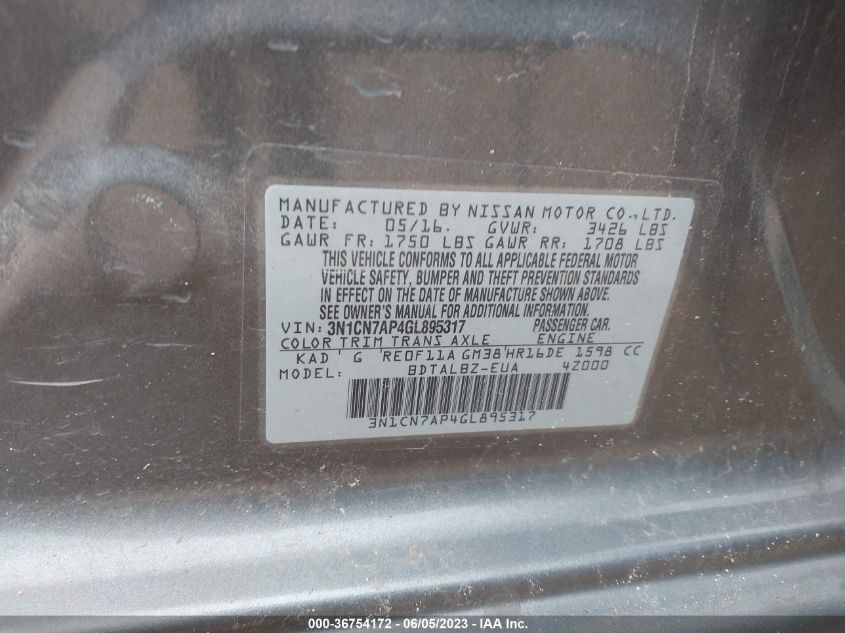 MANUFACTURED BY NISSAN MOTOR CO., LTD.
DATE: 05/16. GVWR: 3426 LBS
GAWR FR: 1750 LBS GAWR RR: 1708 LBS
THIS VEHICLE CONFORMS TO ALL APPLICABLE FEDERAL MOTOR
VEHICLE SAFETY, BUMPER AND THEFT PREVENTION STANDARDS
IN EFFECT ON THE DATE OF MANUFACTURE SHOWN ABOVE.
SEE OWNER'S MANUAL FOR ADDITIONAL INFORMATION.
VIN: 3N1CN7AP4GL895317 PASSENGER CAR.
COLOR TRIM TRANS AXLE ENGINE
KAD ' G 'RE0F11A GM38'HR16DE 1598 CC
MODEL: BDTALBZ-EUA 4Z000
3N1CN7AP4GL895317
000-36754172 - 06/05/2023 - IAA Inc.